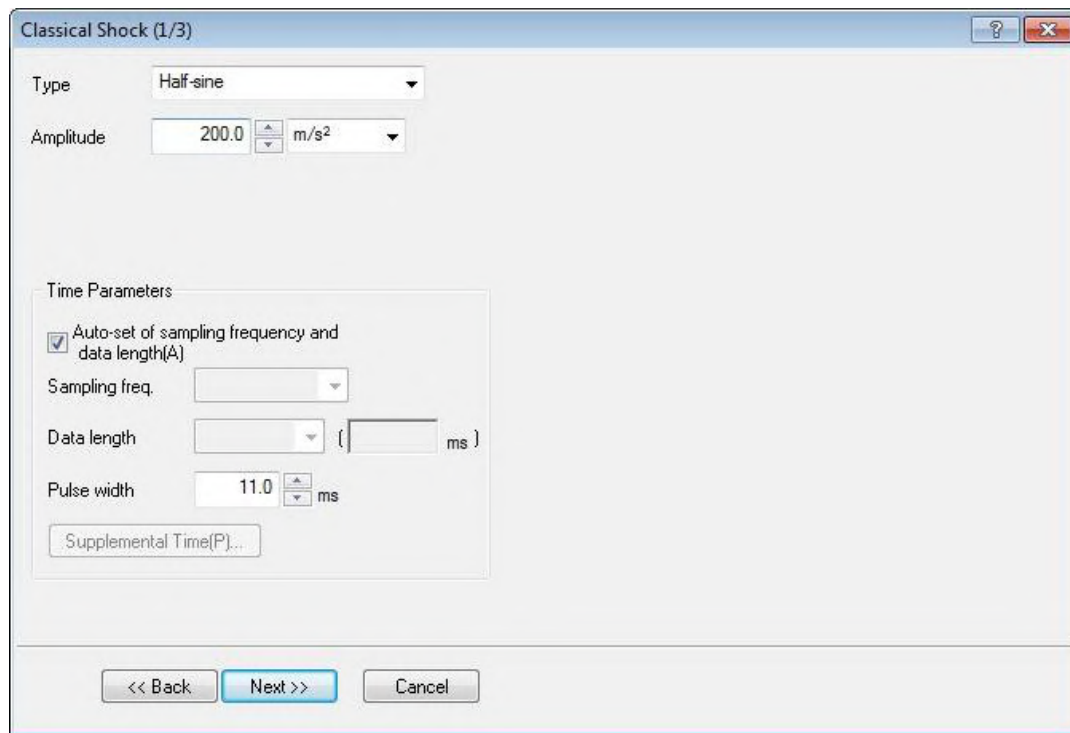 Classical Shock (1/3)
Type Half-sine
Amplitude 200.0 m/s²
Time Parameters
Auto-set of sampling frequency and
data length(A)
Sampling freq.
Data length ( ms )
Pulse width 11.0 ms
Supplemental Time(P)...
<< Back Next >> Cancel